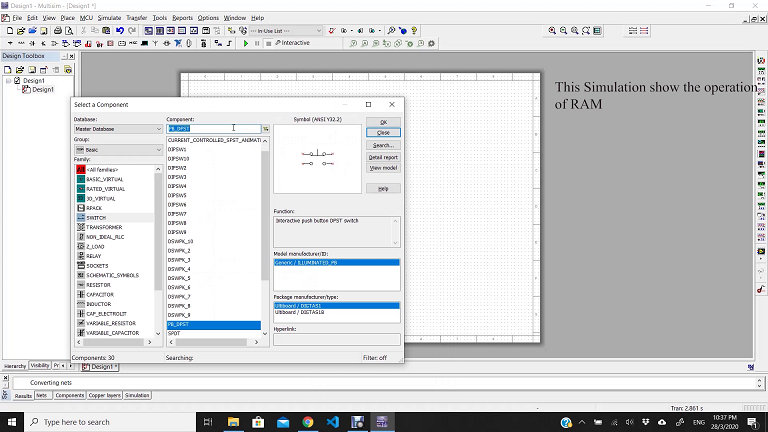 Design1 - Multisim - [Design1 *]
File Edit View Place MCU Simulate Transfer Tools Reports Options Window Help
--- In-Use List ---
Interactive
Design Toolbox
Design1
Design1
This Simulation show the operation
of RAM
Select a Component
Database:
Master Database
Group:
Basic
Family:
<All families>
BASIC_VIRTUAL
RATED_VIRTUAL
3D_VIRTUAL
RPACK
SWITCH
TRANSFORMER
NON_IDEAL_RLC
Z_LOAD
RELAY
SOCKETS
SCHEMATIC_SYMBOLS
RESISTOR
CAPACITOR
INDUCTOR
CAP_ELECTROLIT
VARIABLE_RESISTOR
VARIABLE_CAPACITOR
Component:
PB_DPST
CURRENT_CONTROLLED_SPST_ANIMATI
DIPSW1
DIPSW10
DIPSW2
DIPSW3
DIPSW4
DIPSW5
DIPSW6
DIPSW7
DIPSW8
DIPSW9
DSWPK_10
DSWPK_2
DSWPK_3
DSWPK_4
DSWPK_5
DSWPK_6
DSWPK_7
DSWPK_8
DSWPK_9
PB_DPST
SPDT
Symbol (ANSI Y32.2)
OK
Close
Search...
Detail report
View model
Help
Function:
Interactive push button DPST switch
Model manufacturer/ID:
Generic / ILLUMINATED_PB
Package manufacturer/type:
Ultiboard / DIGTAS1
Ultiboard / DIGTAS1B
Hyperlink:
Components: 30
Searching:
Filter: off
Hierarchy Visibility Pr
Design1 *
Converting nets
Results Nets Components Copper layers Simulation
Tran: 2.861 s
Type here to search
10:37 PM
28/3/2020